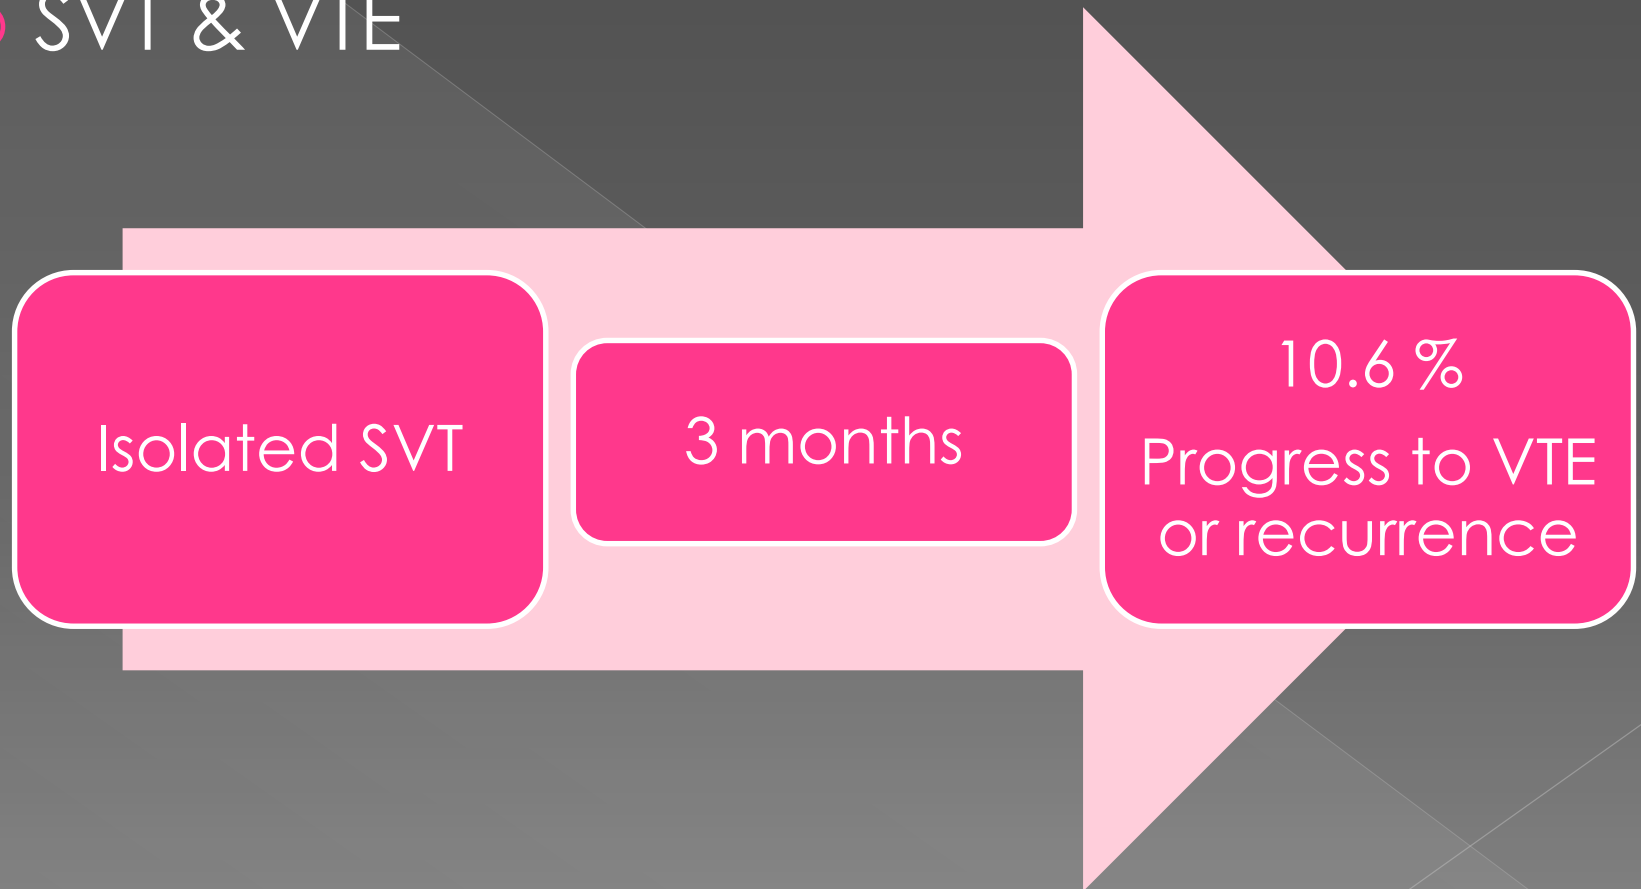 SVT & VTE
Isolated SVT
3 months
10.6 %
Progress to VTE
or recurrence